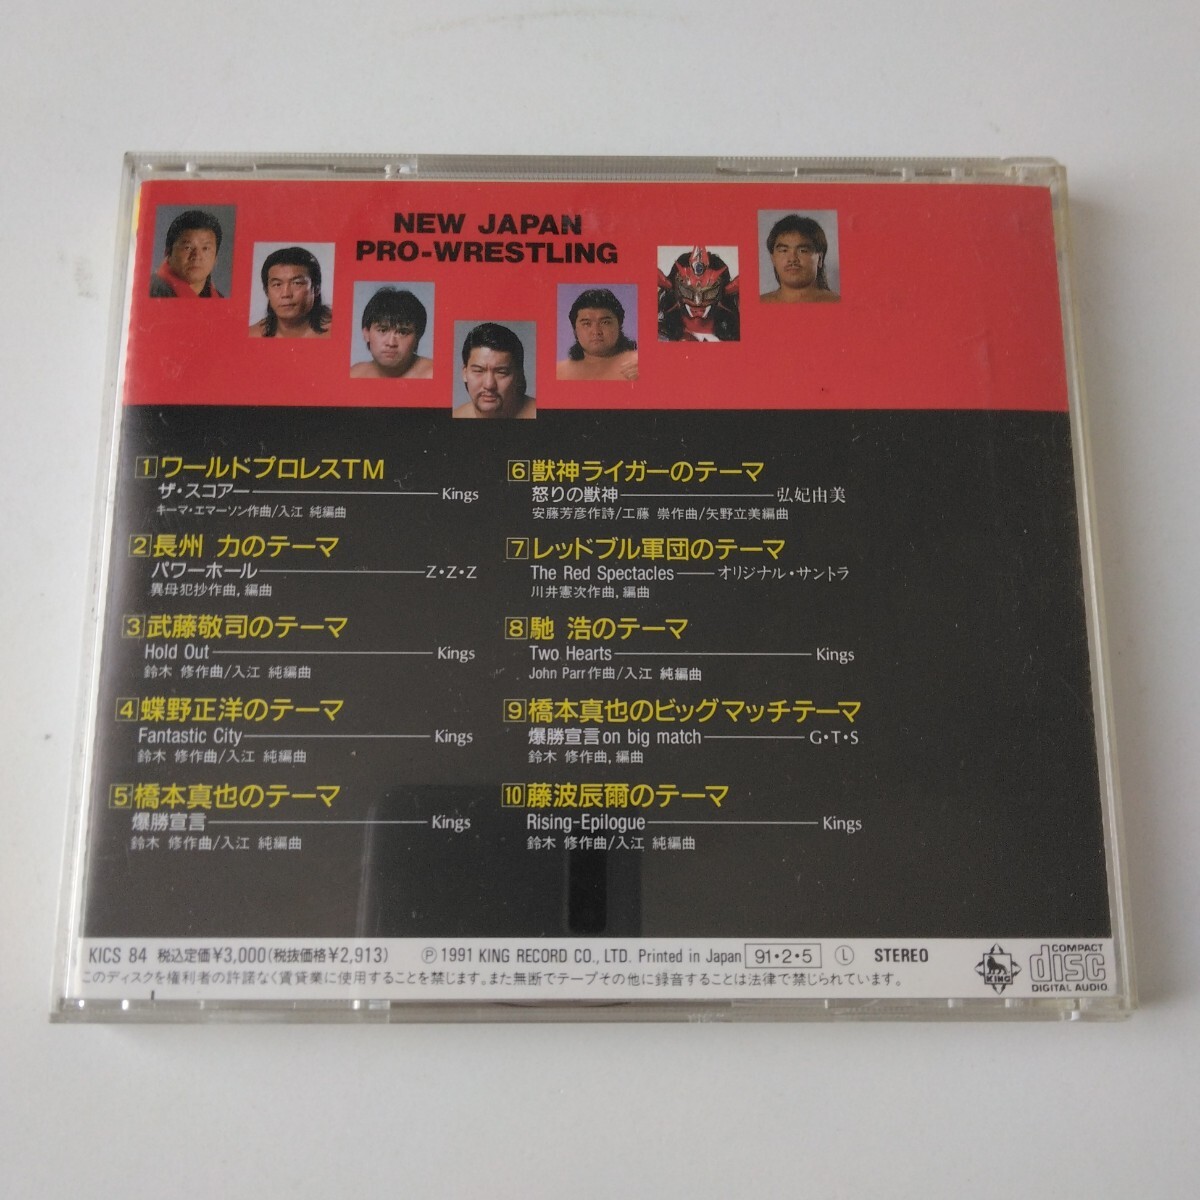 NEW JAPAN
PRO-WRESTLING
1 ワールドプロレスTM
ザ・スコアー Kings
キーマ・エマーソン作曲/入江 純編曲
2 長州 力のテーマ
パワーホール Z・Z・Z
異母犯抄作曲,編曲
3 武藤敬司のテーマ
Hold Out Kings
鈴木 修作曲/入江 純編曲
4 蝶野正洋のテーマ
Fantastic City Kings
鈴木 修作曲/入江 純編曲
5 橋本真也のテーマ
爆勝宣言 Kings
鈴木 修作曲/入江 純編曲
6 獣神ライガーのテーマ
怒りの獣神 弘妃由美
安藤芳彦作詩/工藤 崇作曲/矢野立美編曲
7 レッドブル軍団のテーマ
The Red Spectacles オリジナル・サントラ
川井憲次作曲,編曲
8 馳 浩のテーマ
Two Hearts Kings
John Parr作曲/入江 純編曲
9 橋本真也のビッグマッチテーマ
爆勝宣言 on big match G・T・S
鈴木 修作曲,編曲
10 藤波辰爾のテーマ
Rising-Epilogue Kings
鈴木 修作曲/入江 純編曲
KICS 84 税込定価¥3,000(税抜価格¥2,913) Ⓟ1991 KING RECORD CO., LTD. Printed in Japan 91・2・5 Ⓛ STEREO
このディスクを権利者の許諾なく賃貸業に使用することを禁じます。また無断でテープその他に録音することは法律で禁じられています。
KING
COMPACT
disc
DIGITAL AUDIO